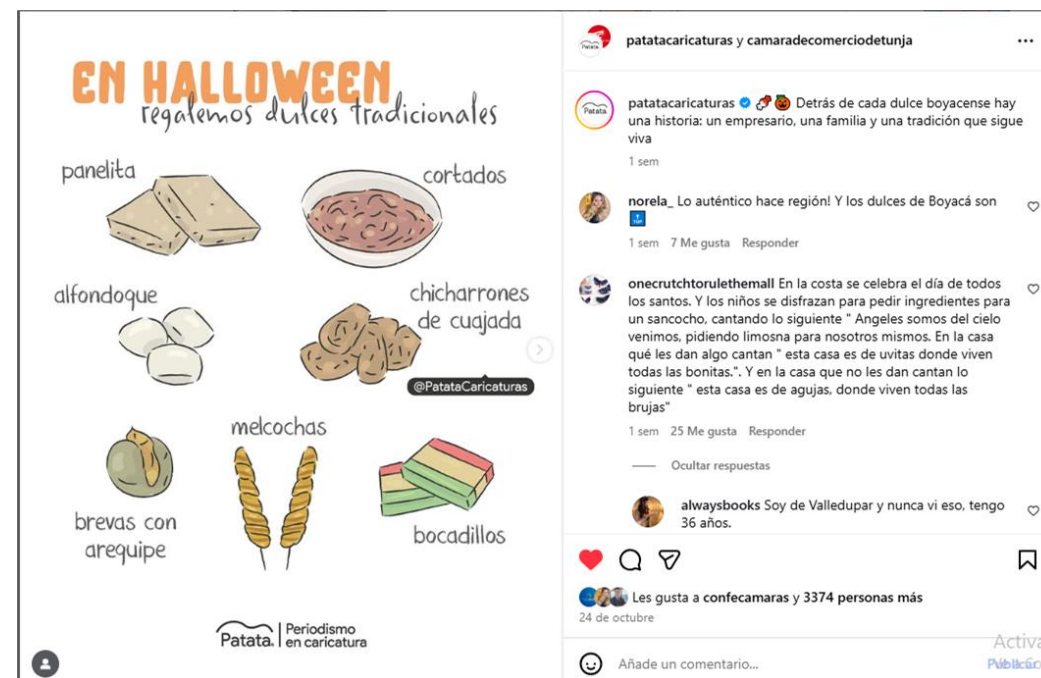 EN HALLOWEEN
regalemos dulces tradicionales
panelita
cortados
alfondoque
chicharrones
de cuajada
@PatataCaricaturas
melcochas
brevas con
arequipe
bocadillos
Patata. | Periodismo
en caricatura
Patata
patatacaricaturas y camaradecomerciodetunja
Patata
patatacaricaturas Detrás de cada dulce boyacense hay
una historia: un empresario, una familia y una tradición que sigue
viva
1 sem
norela_ Lo auténtico hace región! Y los dulces de Boyacá son
TOP
1 sem 7 Me gusta Responder
onecrutchtorulethemall En la costa se celebra el día de todos
los santos. Y los niños se disfrazan para pedir ingredientes para
un sancocho, cantando lo siguiente " Angeles somos del cielo
venimos, pidiendo limosna para nosotros mismos. En la casa
qué les dan algo cantan " esta casa es de uvitas donde viven
todas las bonitas.". Y en la casa que no les dan cantan lo
siguiente " esta casa es de agujas, donde viven todas las
brujas"
1 sem 25 Me gusta Responder
Ocultar respuestas
alwaysbooks Soy de Valledupar y nunca vi eso, tengo
36 años.
Les gusta a confecamaras y 3374 personas más
24 de octubre
Añade un comentario...
Activa
Publicar